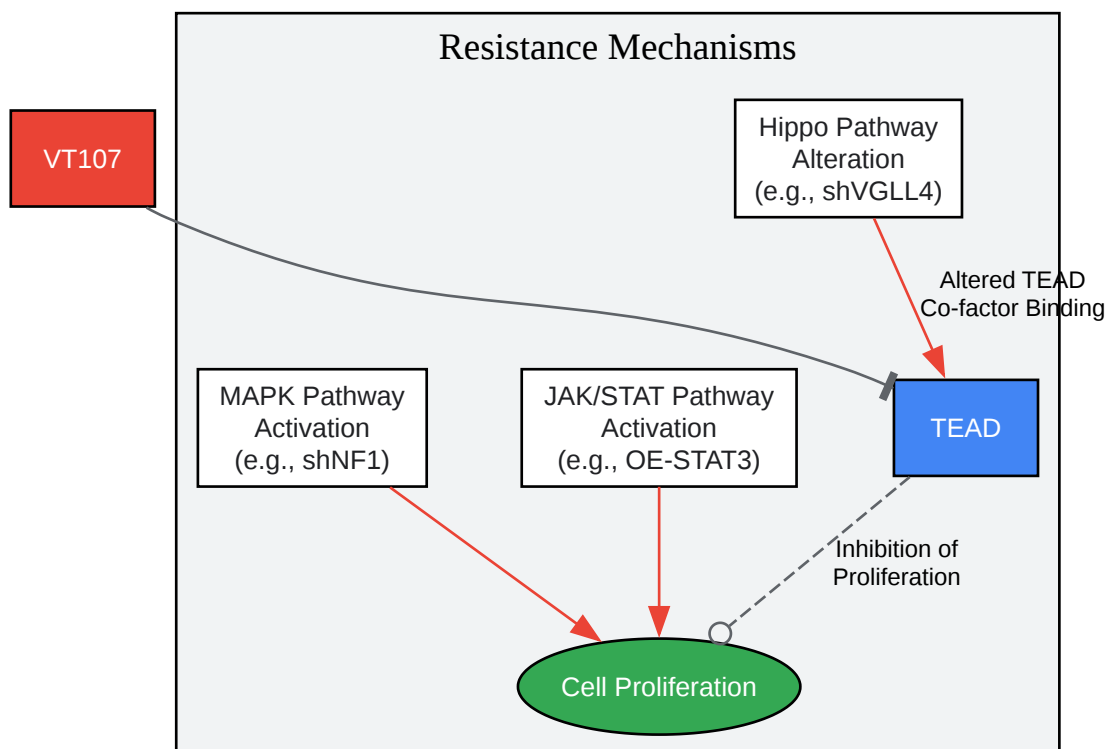 Resistance Mechanisms
VT107
Hippo Pathway
Alteration
(e.g., shVGLL4)
Altered TEAD
Co-factor Binding
MAPK Pathway
Activation
(e.g., shNF1)
JAK/STAT Pathway
Activation
(e.g., OE-STAT3)
TEAD
Inhibition of
Proliferation
Cell Proliferation